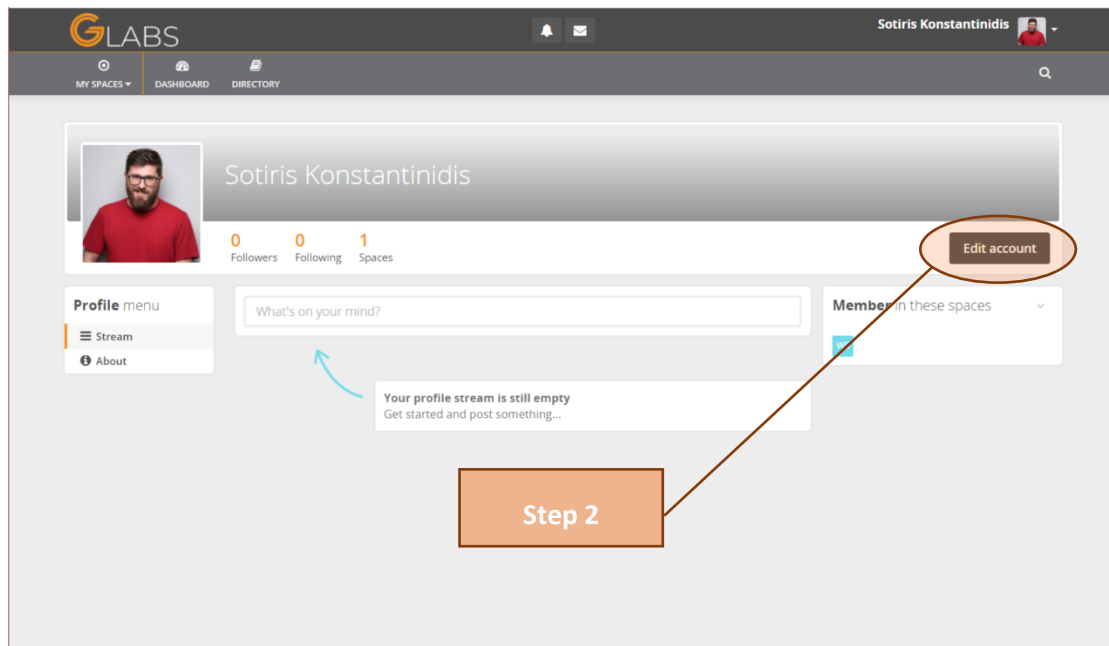 GLABS
Sotiris Konstantinidis
MY SPACES
DASHBOARD
DIRECTORY
Sotiris Konstantinidis
0
Followers
0
Following
1
Spaces
Edit account
Profile menu
Stream
About
What's on your mind?
Your profile stream is still empty
Get started and post something...
Member in these spaces
Step 2